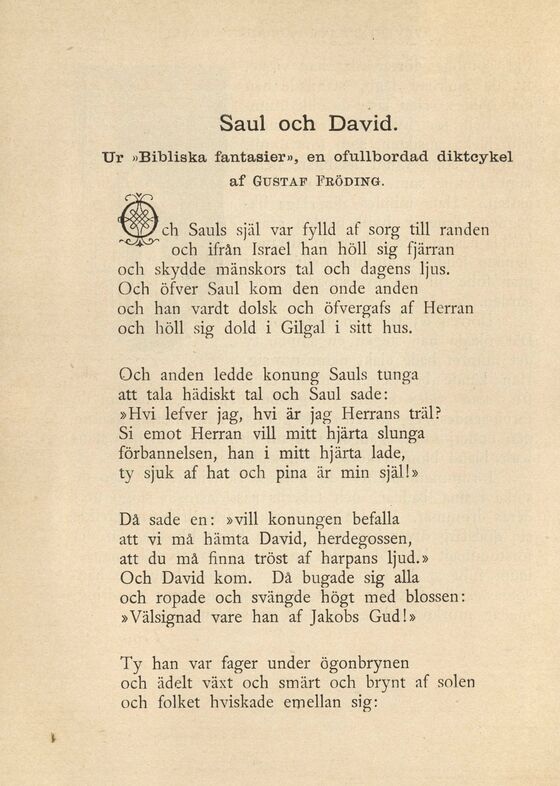 Saul och David.
Ur »Bibliska fantasier», en ofullbordad diktcykel
af GUSTAF FRÖDING.
Och Sauls själ var fylld af sorg till randen
och ifrån Israel han höll sig fjärran
och skydde mänskors tal och dagens ljus.
Och öfver Saul kom den onde anden
och han vardt dolsk och öfvergafs af Herran
och höll sig dold i Gilgal i sitt hus.
Och anden ledde konung Sauls tunga
att tala hädiskt tal och Saul sade:
»Hvi lefver jag, hvi är jag Herrans träl?
Si emot Herran vill mitt hjärta slunga
förbannelsen, han i mitt hjärta lade,
ty sjuk af hat och pina är min själ!»
Då sade en: »vill konungen befalla
att vi må hämta David, herdegossen,
att du må finna tröst af harpans ljud.»
Och David kom. Då bugade sig alla
och ropade och svängde högt med blossen:
»Välsignad vare han af Jakobs Gud!»
Ty han var fager under ögonbrynen
och ädelt växt och smärt och brynt af solen
och folket hviskade emellan sig: